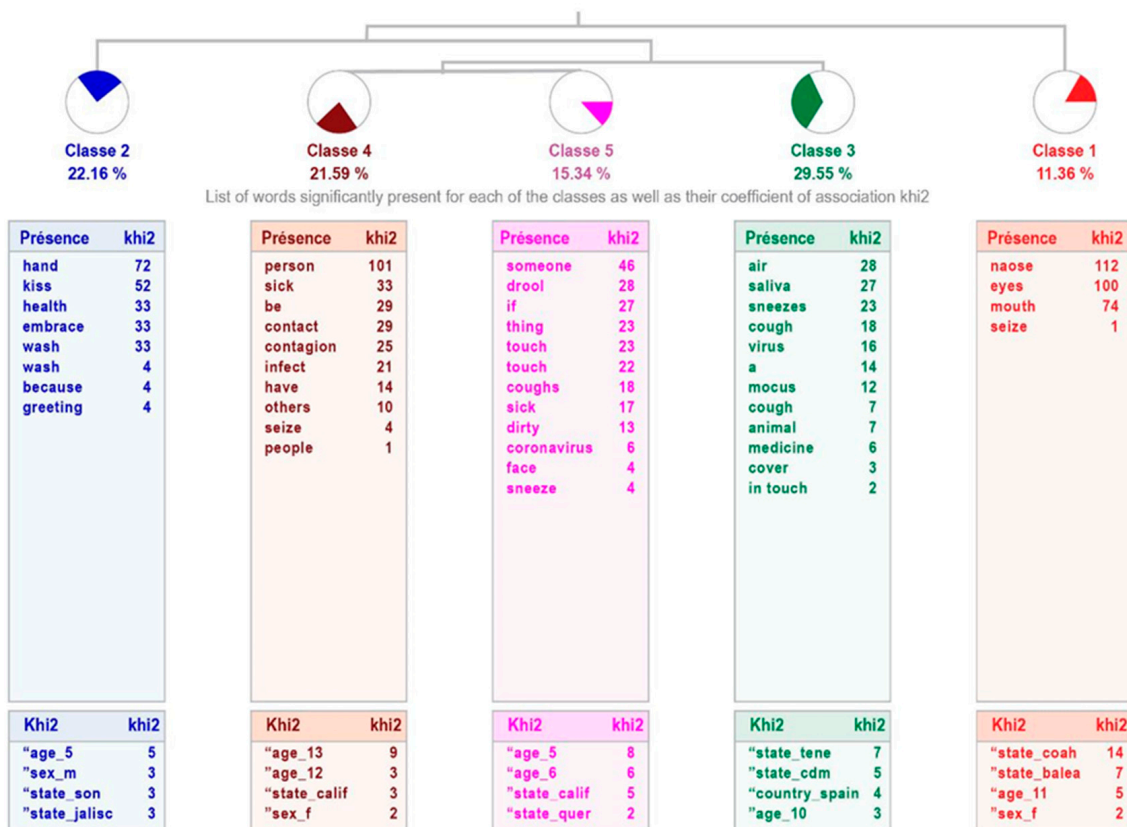 Classe 2
22.16 %
Classe 4
21.59 %
Classe 5
15.34 %
Classe 3
29.55 %
Classe 1
11.36 %
List of words significantly present for each of the classes as well as their coefficient of association khi2
Présence khi2
hand 72
kiss 52
health 33
embrace 33
wash 33
wash 4
because 4
greeting 4
Présence khi2
person 101
sick 33
be 29
contact 29
contagion 25
infect 21
have 14
others 10
seize 4
people 1
Présence khi2
someone 46
drool 28
if 27
thing 23
touch 23
touch 22
coughs 18
sick 17
dirty 13
coronavirus 6
face 4
sneeze 4
Présence khi2
air 28
saliva 27
sneezes 23
cough 18
virus 16
a 14
mocus 12
cough 7
animal 7
medicine 6
cover 3
in touch 2
Présence khi2
naose 112
eyes 100
mouth 74
seize 1
Khi2 khi2
“age_5 5
”sex_m 3
“state_son 3
”state_jalisc 3
Khi2 khi2
“age_13 9
”age_12 3
“state_calif 3
”sex_f 2
Khi2 khi2
“age_5 8
”age_6 6
”state_calif 5
“state_quer 2
Khi2 khi2
“state_tene 7
”state_cdm 5
“country_spain 4
”age_10 3
Khi2 khi2
“state_coah 14
”state_balea 7
“age_11 5
”sex_f 2